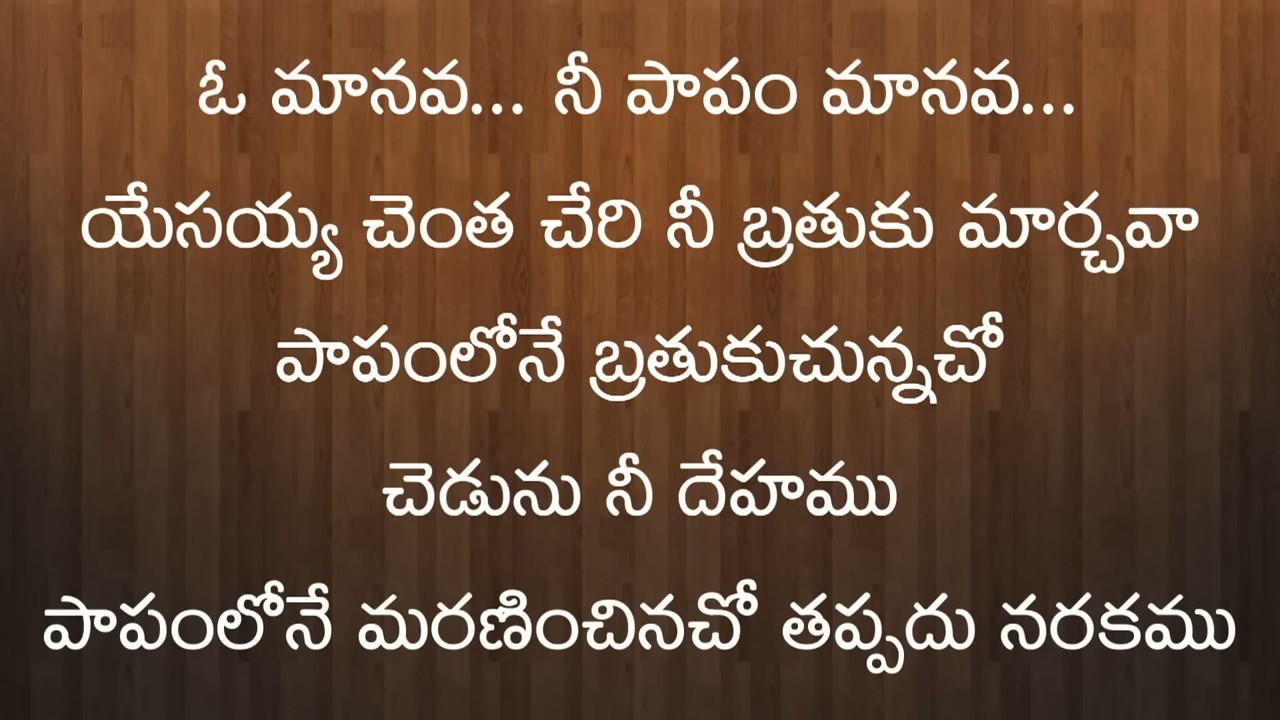 ఓ మానవ... నీ పాపం మానవ...
యేసయ్య చెంత చేరి నీ బ్రతుకు మార్చవా
పాపంలోనే బ్రతుకుచున్నచో
చెడును నీ దేహము
పాపంలోనే మరణించినచో తప్పదు నరకము